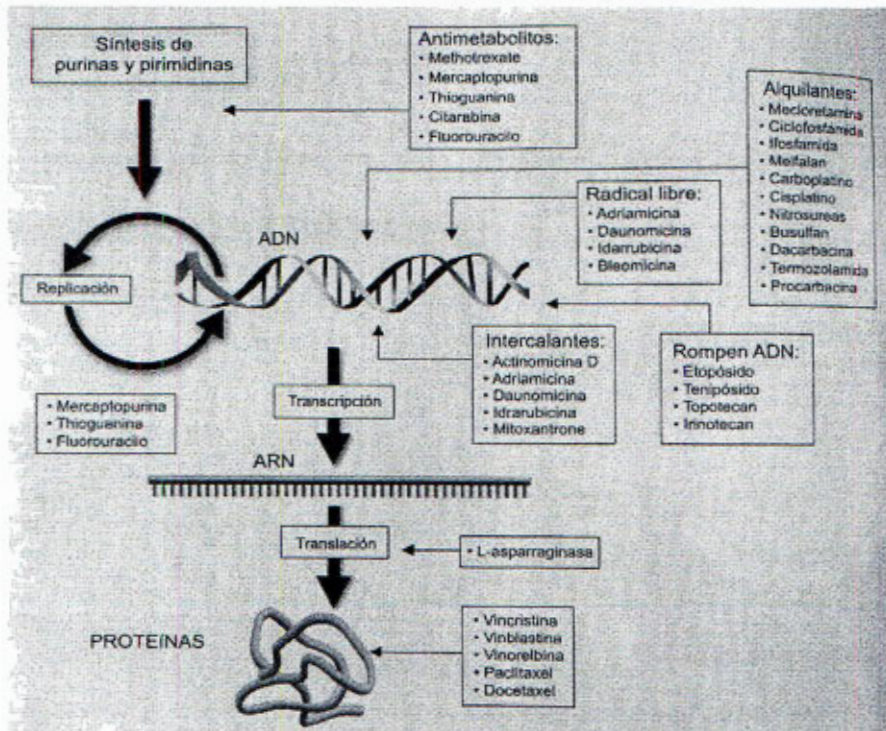 Síntesis de
purinas y pirimidinas
Antimetabolitos:
• Methotrexate
• Mercaptopurina
• Thioguanina
• Citarabina
• Fluorouracilo
Alquilantes:
• Mecloretamina
• Ciclofosfamida
• Ifosfamida
• Melfalan
• Carboplatino
• Cisplatino
• Nitrosureas
• Busulfan
• Dacarbacina
• Termozolamida
• Procarbacina
Radical libre:
• Adriamicina
• Daunomicina
• Idarrubicina
• Bleomicina
ADN
Replicación
Intercalantes:
• Actinomicina D
• Adriamicina
• Daunomicina
• Idrarubicina
• Mitoxantrone
Rompen ADN:
• Etopósido
• Tenipósido
• Topotecan
• Irinotecan
• Mercaptopurina
• Thioguanina
• Fluorouracilo
Transcripción
ARN
Translación
• L-asparraginasa
PROTEÍNAS
• Vincristina
• Vinblastina
• Vinorelbina
• Paclitaxel
• Docetaxel